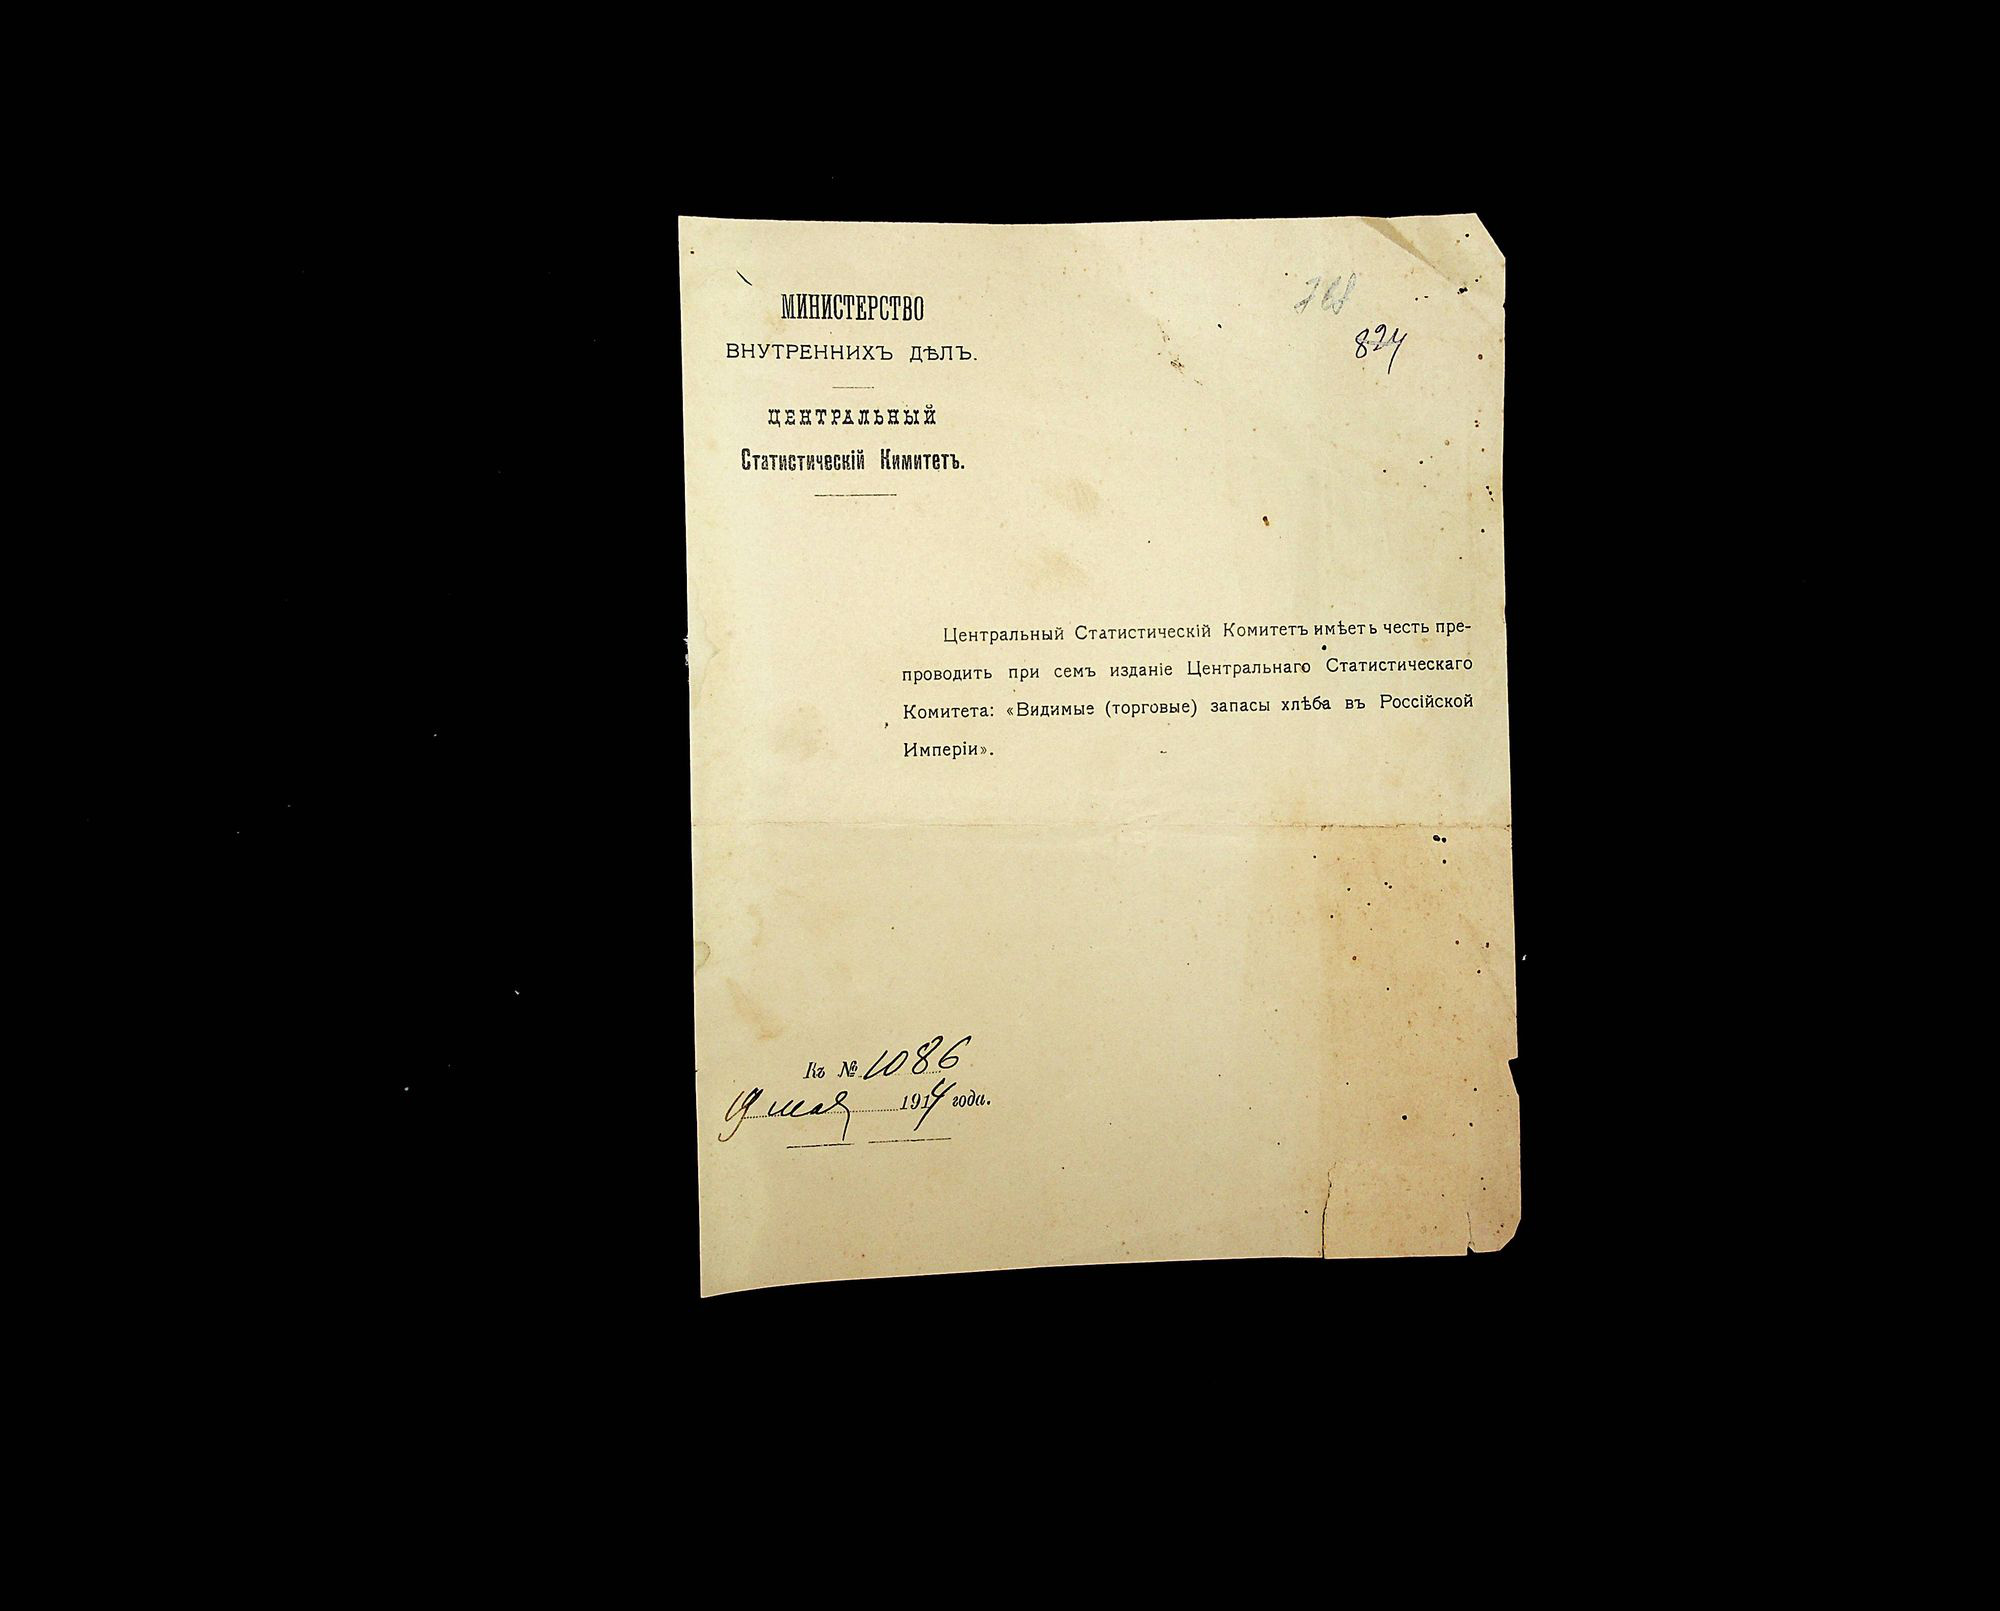 МИНИСТЕРСТВО
ВНУТРЕННИХЪ ДѢЛЪ.
ЦЕНТРАЛЬНЫЙ
Статистическій Кимитетъ.
824
Центральный Статистическій Комитетъ имѣетъ честь пре-
проводить при семъ изданіе Центральнаго Статистическаго
Комитета: «Видимые (торговые) запасы хлѣба въ Россійской
Имперіи».
Къ № 1086
19 мая 1914 года.